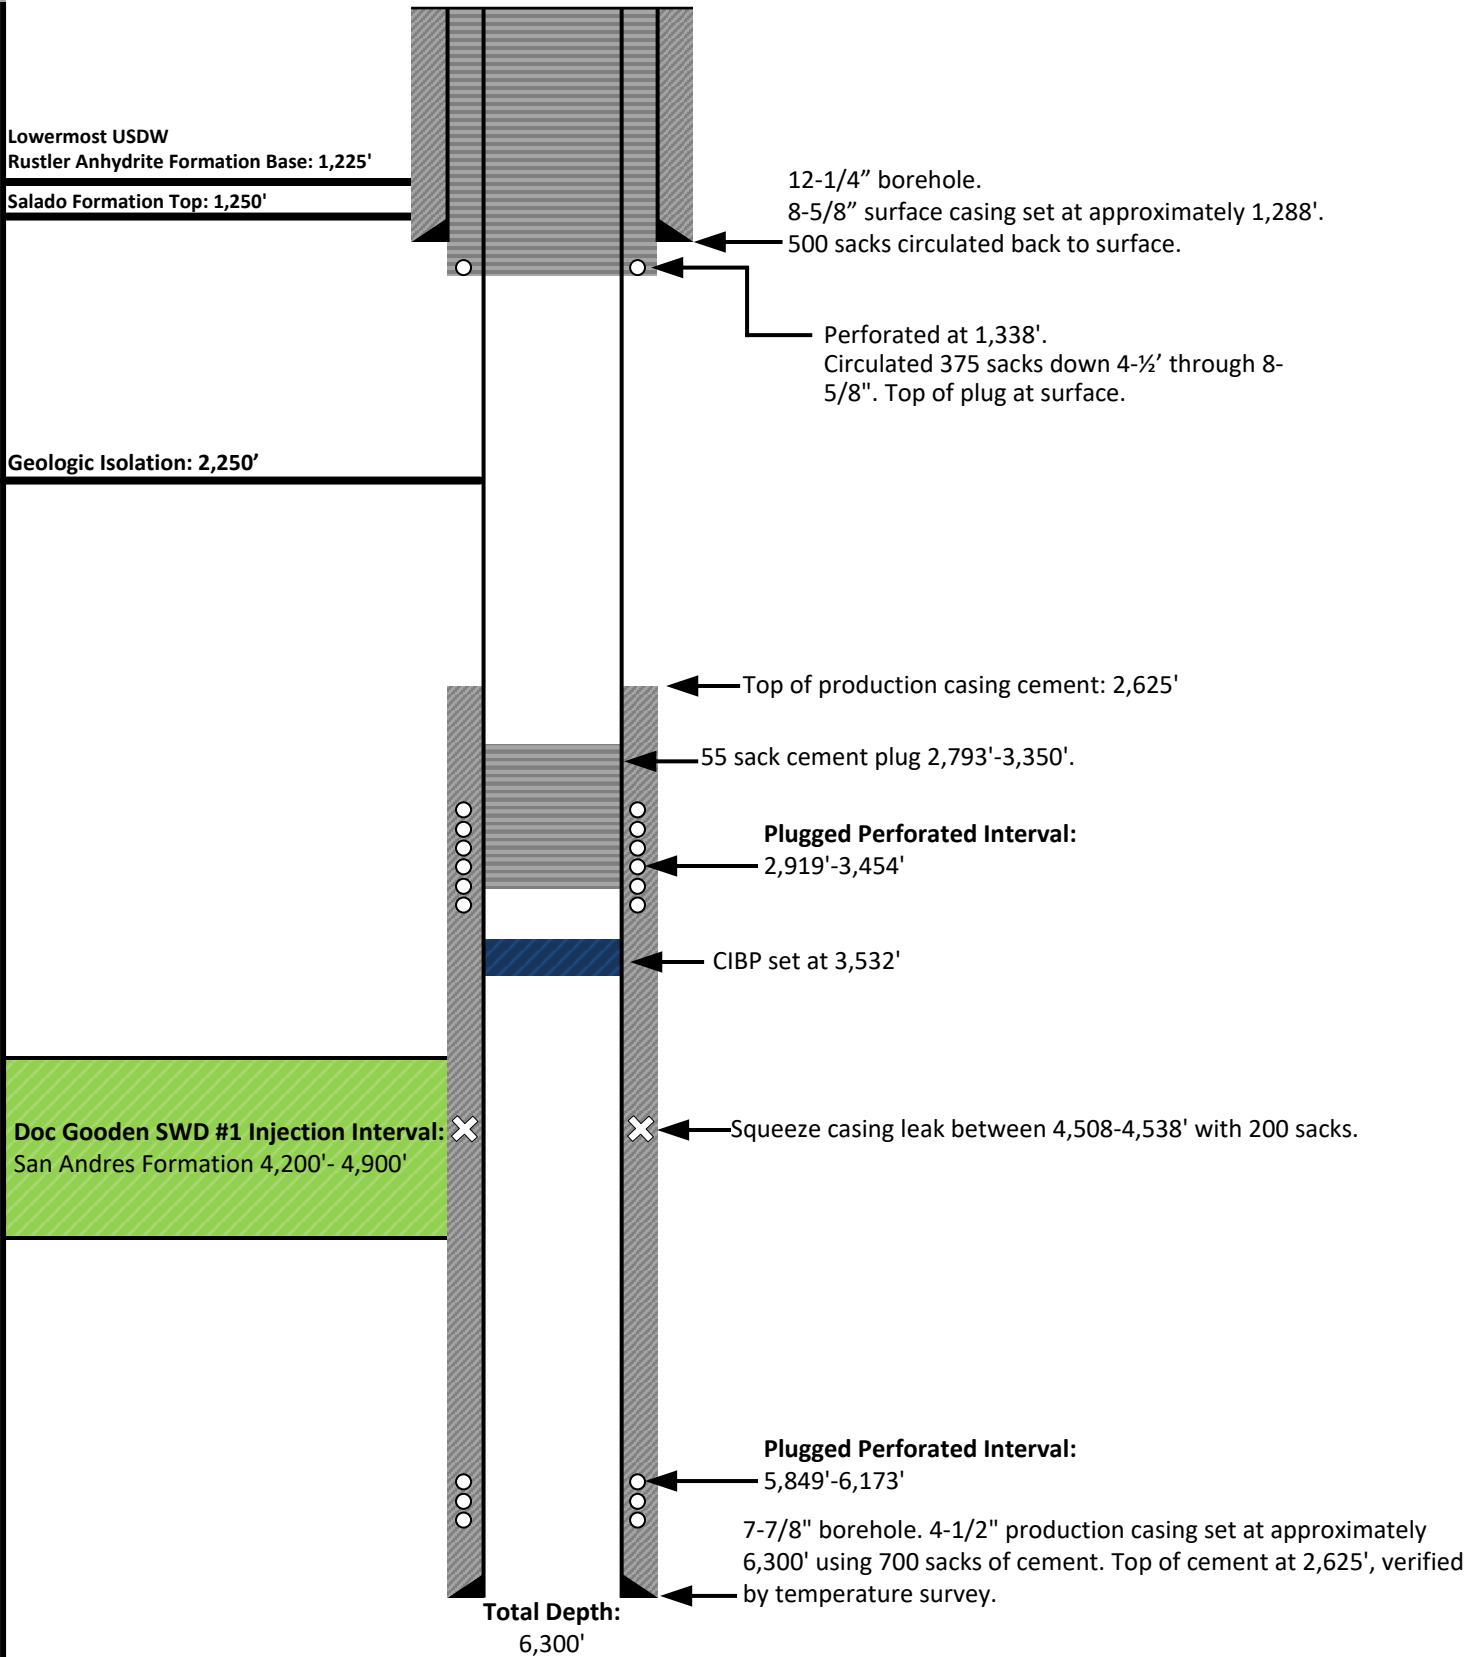 Lowermost USDW
Rustler Anhydrite Formation Base: 1,225'
Salado Formation Top: 1,250'
12-1/4” borehole.
8-5/8” surface casing set at approximately 1,288'.
500 sacks circulated back to surface.
Perforated at 1,338'.
Circulated 375 sacks down 4-½’ through 8-
5/8". Top of plug at surface.
Geologic Isolation: 2,250’
Top of production casing cement: 2,625'
55 sack cement plug 2,793'-3,350'.
Plugged Perforated Interval:
2,919'-3,454'
CIBP set at 3,532'
Doc Gooden SWD #1 Injection Interval:
San Andres Formation 4,200'- 4,900'
Squeeze casing leak between 4,508-4,538' with 200 sacks.
Plugged Perforated Interval:
5,849'-6,173'
7-7/8" borehole. 4-1/2" production casing set at approximately
6,300' using 700 sacks of cement. Top of cement at 2,625', verified
by temperature survey.
Total Depth:
6,300'